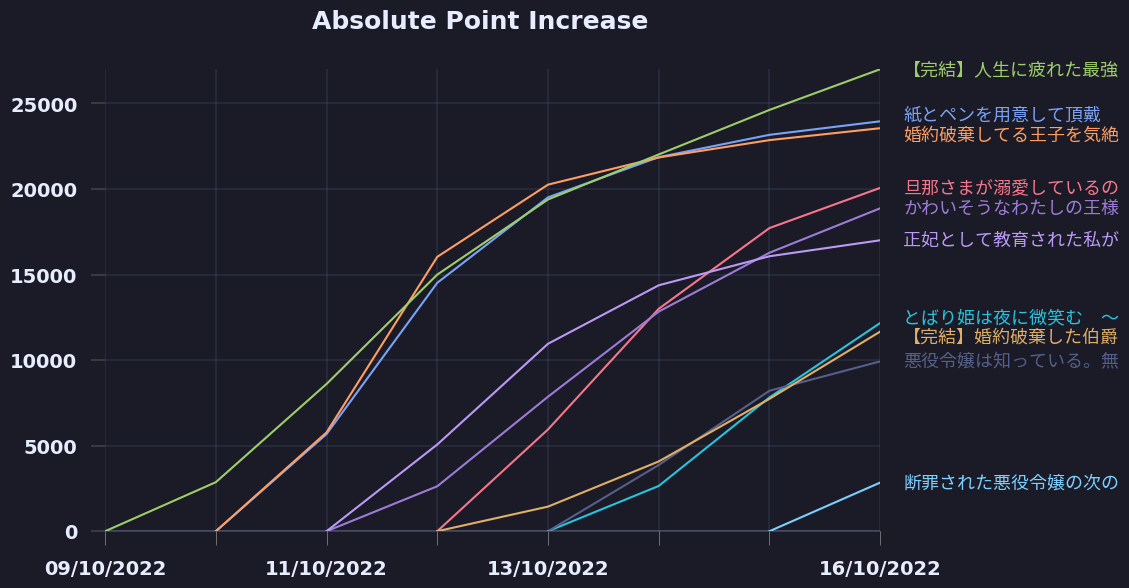 Absolute Point Increase
25000
20000
15000
10000
5000
0
09/10/2022
11/10/2022
13/10/2022
16/10/2022
【完結】人生に疲れた最強
紙とペンを用意して頂戴
婚約破棄してる王子を気絶
旦那さまが溺愛しているの
かわいそうなわたしの王様
正妃として教育された私が
とばり姫は夜に微笑む　～
【完結】婚約破棄した伯爵
悪役令嬢は知っている。無
断罪された悪役令嬢の次の